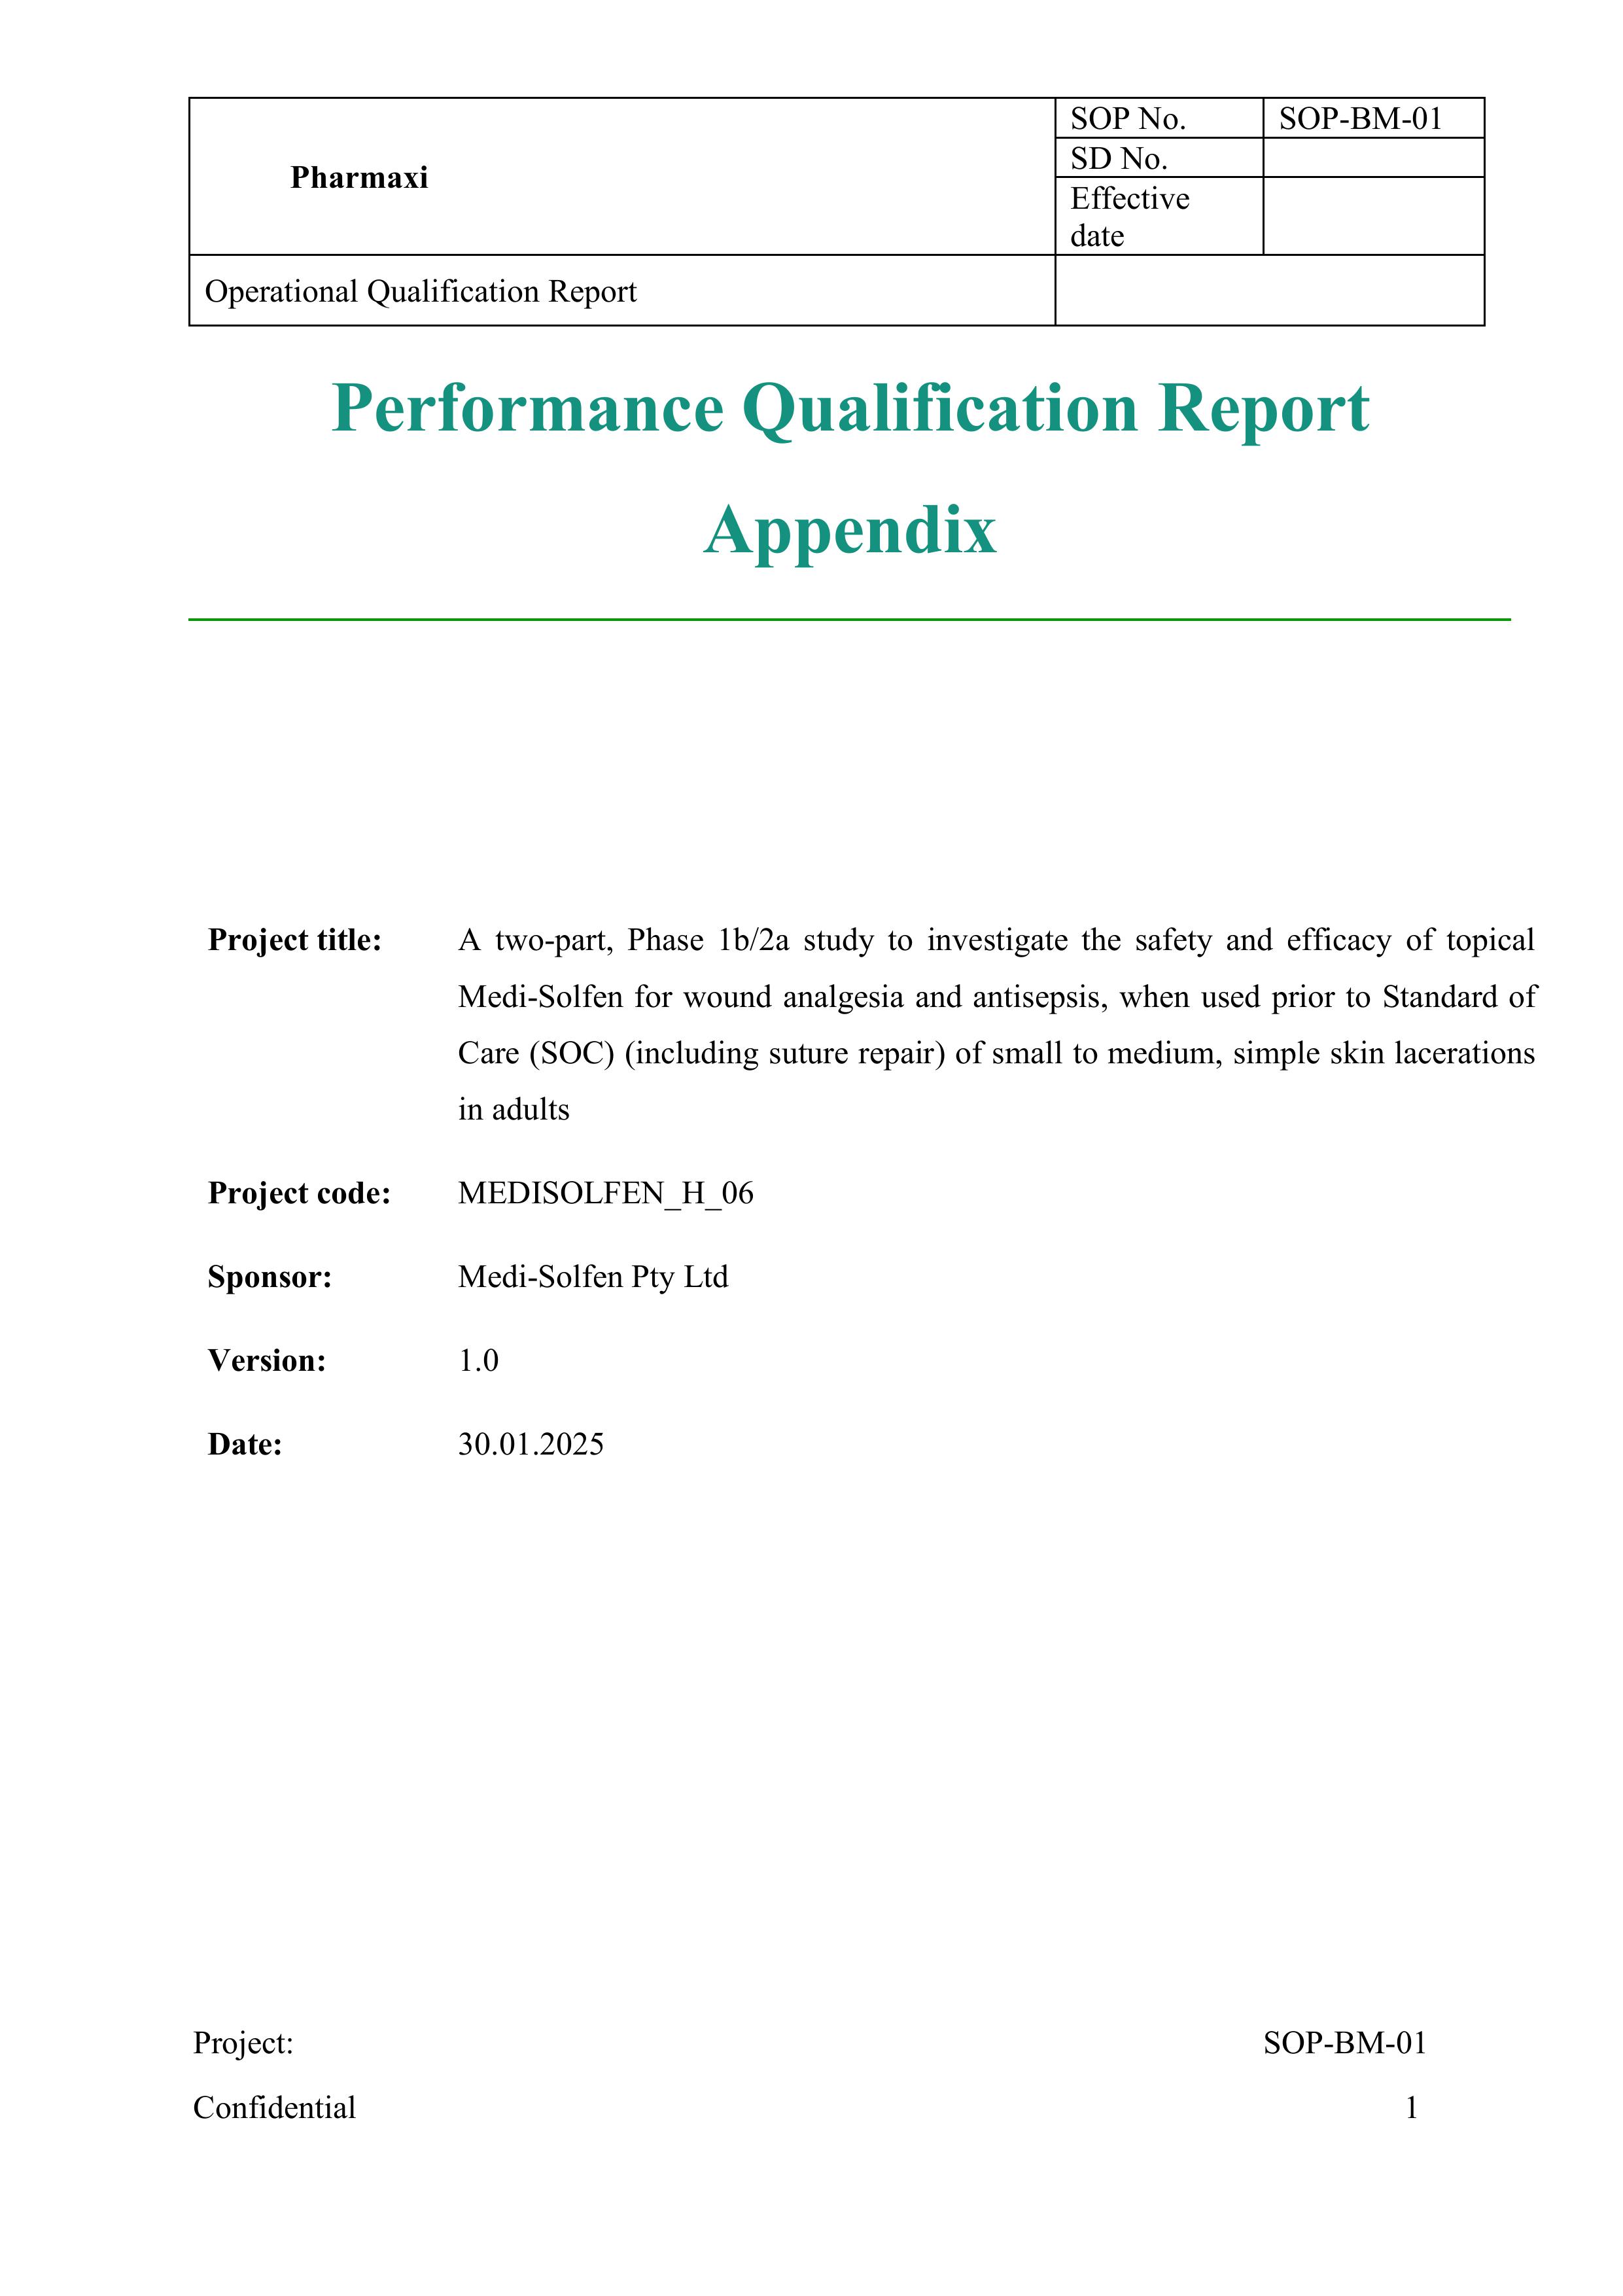 Pharmaxi
SOP No.
SOP-BM-01
SD No.
Effective
date
Operational Qualification Report
Performance Qualification Report
Appendix
Project title:
A two-part, Phase 1b/2a study to investigate the safety and efficacy of topical
Medi-Solfen for wound analgesia and antisepsis, when used prior to Standard of
Care (SOC) (including suture repair) of small to medium, simple skin lacerations
in adults
Project code:
MEDISOLFEN_H_06
Sponsor:
Medi-Solfen Pty Ltd
Version:
1.0
Date:
30.01.2025
Project:
SOP-BM-01
Confidential
1